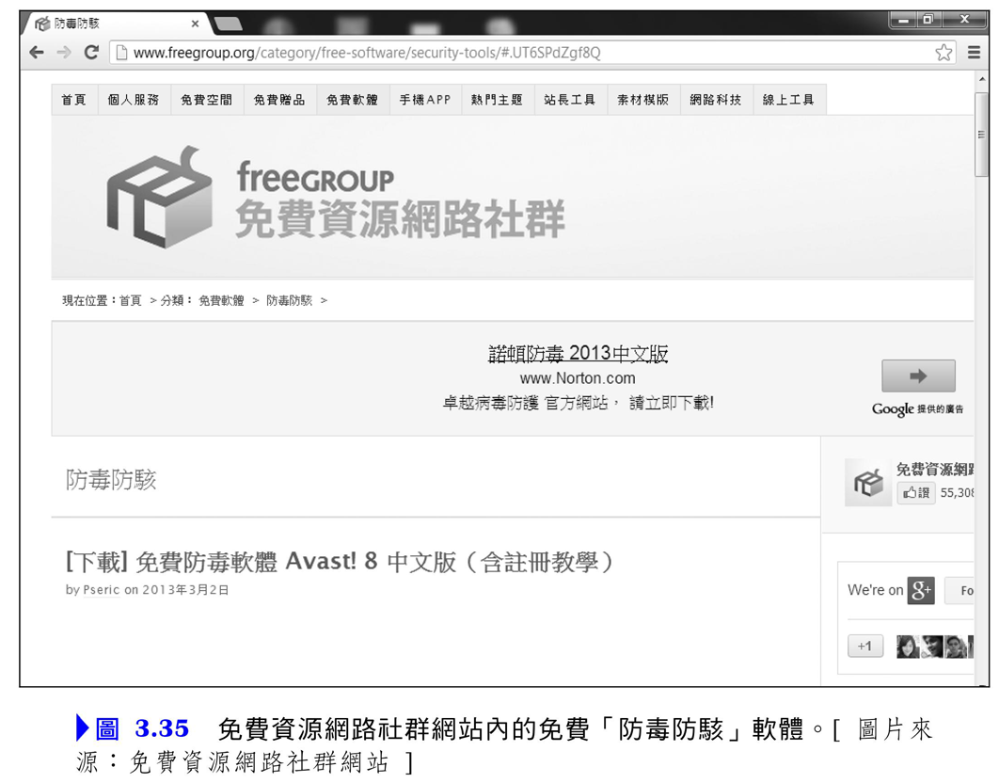 防毒防駭
www.freegroup.org/category/free-software/security-tools/#.UT6SPdZgf8Q
首頁 個人服務 免費空間 免費贈品 免費軟體 手機APP 熱門主題 站長工具 素材模版 網路科技 線上工具
freeGROUP
免費資源網路社群
現在位置：首頁 > 分類： 免費軟體 > 防毒防駭 >
諾頓防毒 2013中文版
www.Norton.com
卓越病毒防護 官方網站， 請立即下載!
Google 提供的廣告
防毒防駭
免費資源網路
讚 55,308
[下載] 免費防毒軟體 Avast! 8 中文版（含註冊教學）
by Pseric on 2013年3月2日
We're on g+ Fo
+1
圖 3.35 免費資源網路社群網站內的免費「防毒防駭」軟體。[ 圖片來
源：免費資源網路社群網站 ]